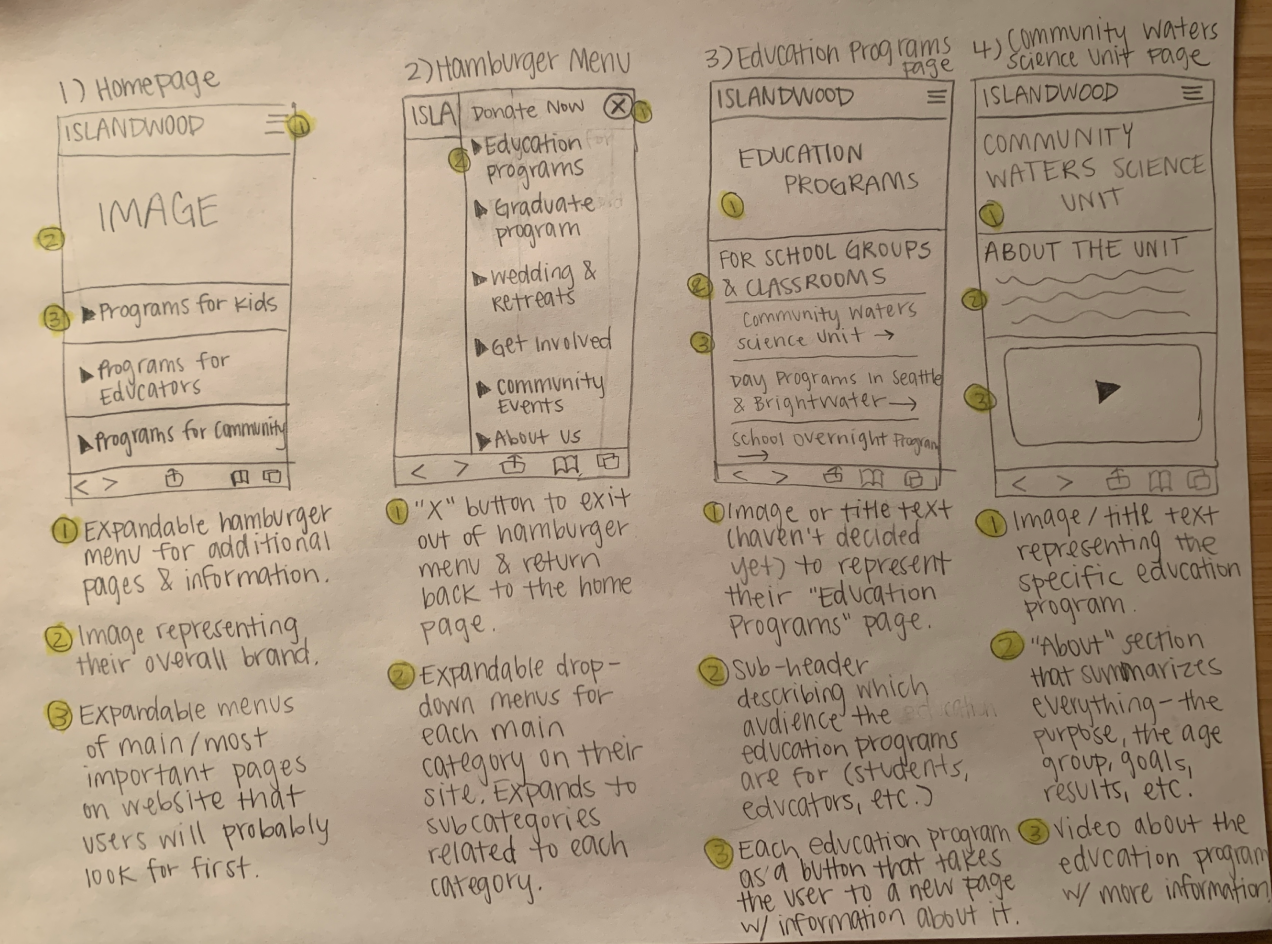 1) Homepage
ISLANDWOOD
1
IMAGE
2
3
Programs for Kids
Programs for
Educators
Programs for Community
1 Expandable hamburger
menu for additional
pages & information.
2 Image representing
their overall brand.
3 Expandable menus
of main/most
important pages
on website that
users will probably
look for first.
2) Hamburger Menu
ISLA
Donate Now
X
1
2
Education
programs
Graduate
program
Wedding &
Retreats
Get Involved
Community
Events
About Us
1 "X" button to exit
out of hamburger
menu & return
back to the home
page.
2 Expandable drop-
down menus for
each main
category on their
site. Expands to
subcategories
related to each
category.
3) Education Programs
page
ISLANDWOOD
EDUCATION
PROGRAMS
1
FOR SCHOOL GROUPS
2
& CLASSROOMS
Community Waters
3
Science Unit →
Day Programs in Seattle
& Brightwater →
School Overnight Program
→
1 Image or title text
(haven't decided
yet) to represent
their "Education
Programs" page.
2 Sub-header
describing which
audience the
education programs
are for (students,
educators, etc.)
3 Each education program
as a button that takes
the user to a new page
w/ information about it.
4) Community Waters
Science Unit page
ISLANDWOOD
COMMUNITY
WATERS SCIENCE
UNIT
1
ABOUT THE UNIT
2
3
1 Image/title text
representing the
specific education
program.
2 "About" section
that summarizes
everything – the
purpose, the age
group, goals,
results, etc.
3 Video about the
education program
w/ more information